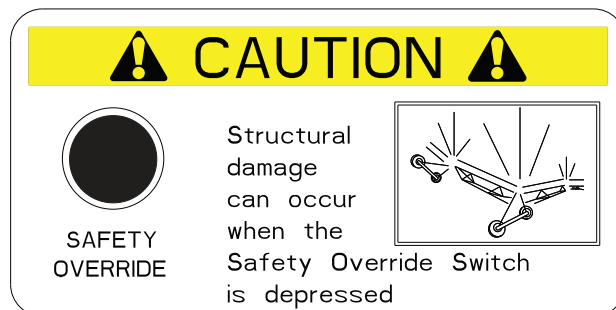 CAUTION
SAFETY
OVERRIDE
Structural
damage
can occur
when the
Safety Override Switch
is depressed